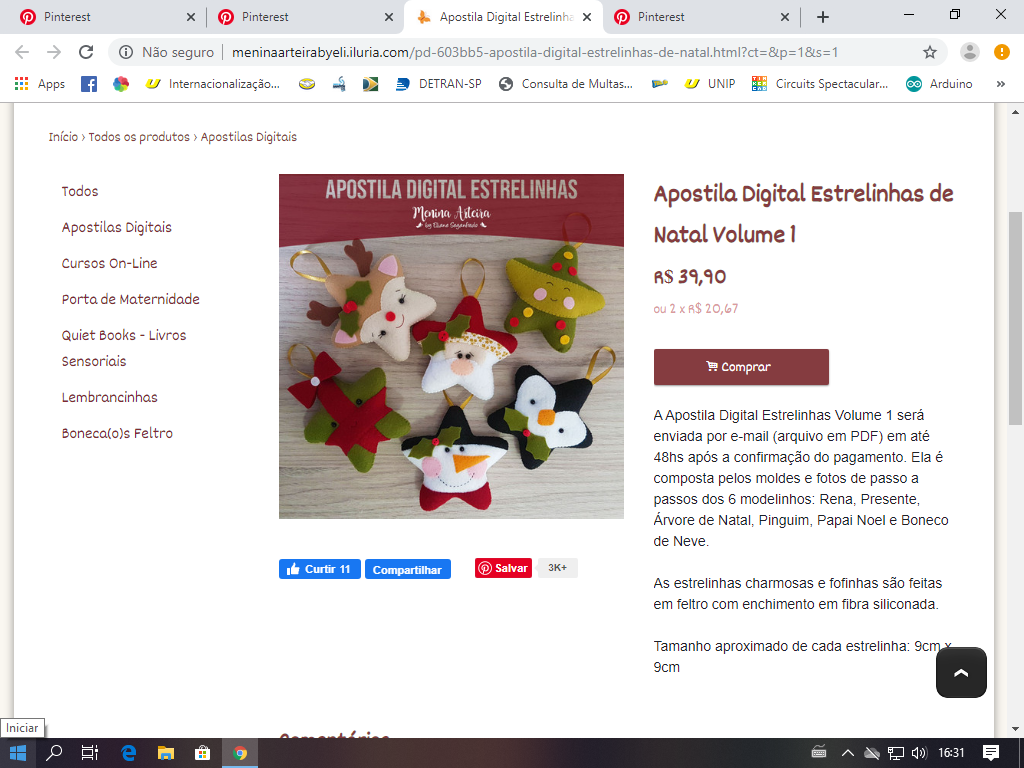 Pinterest
Pinterest
Apostila Digital Estrelinha
Pinterest
Não seguro
meninaarteirabyeli.iluria.com/pd-603bb5-apostila-digital-estrelinhas-de-natal.html?ct=&p=1&s=1
Apps
Internacionalização...
DETRAN-SP
Consulta de Multas...
UNIP
Circuits Spectacular...
Arduino
»
Início › Todos os produtos › Apostilas Digitais
Todos
Apostilas Digitais
Cursos On-Line
Porta de Maternidade
Quiet Books - Livros
Sensoriais
Lembrancinhas
Boneca(o)s Feltro
APOSTILA DIGITAL ESTRELINHAS
Menina Arteira
by Eliane Seganfredo
Curtir 11
Compartilhar
Salvar
3K+
Apostila Digital Estrelinhas de
Natal Volume 1
R$ 39,90
ou 2 x R$ 20,67
Comprar
A Apostila Digital Estrelinhas Volume 1 será
enviada por e-mail (arquivo em PDF) em até
48hs após a confirmação do pagamento. Ela é
composta pelos moldes e fotos de passo a
passos dos 6 modelinhos: Rena, Presente,
Árvore de Natal, Pinguim, Papai Noel e Boneco
de Neve.
As estrelinhas charmosas e fofinhas são feitas
em feltro com enchimento em fibra siliconada.
Tamanho aproximado de cada estrelinha: 9cm x
9cm
Comentários
Iniciar
16:31